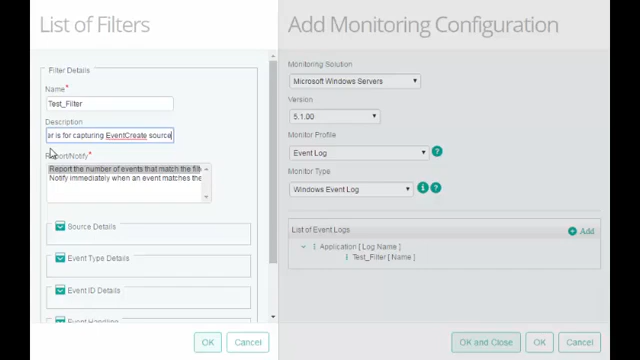 List of Filters
Filter Details
Name*
Test_Filter
Description
er is for capturing EventCreate source
Report/Notify*
Report the number of events that match the filt
Notify immediately when an event matches the
Source Details
Event Type Details
Event ID Details
Event Handling
OK Cancel
Add Monitoring Configuration
Monitoring Solution
Microsoft Windows Servers
Version
5.1.00
Monitor Profile
Event Log ?
Monitor Type
Windows Event Log i ?
List of Event Logs Add
Application [ Log Name ]
Test_Filter [ Name ]
OK and Close OK Cancel